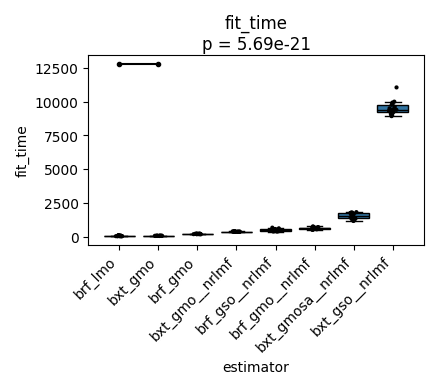 fit_time
p = 5.69e-21
fit_time
12500
10000
7500
5000
2500
0
brf_lmo
bxt_gmo
brf_gmo
bxt_gmo__nrlmf
brf_gso__nrlmf
brf_gmo__nrlmf
bxt_gmosa__nrlmf
bxt_gso__nrlmf
estimator